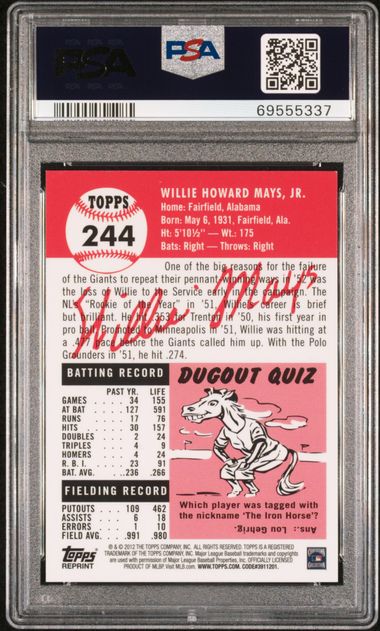 PSA
PSA
69555337
TOPPS
244
WILLIE HOWARD MAYS, JR.
Home: Fairfield, Alabama
Born: May 6, 1931, Fairfield, Ala.
Ht: 5'10½" — Wt.: 175
Bats: Right — Throws: Right
One of the big reason for the failure
of the Giants to repeat their pennant
was the loss of Willie to the Service early in the campaign. The
NL's "Rookie of the Year" in '51, Willie's career is brief
but brilliant. He hit .353 for Trenton in '50, his first year in
pro ball. Promoted to Minneapolis in '51, Willie was hitting at
a .477 pace before the Giants called him up. With the Polo
Grounders in '51, he hit .274.
Willie Mays
BATTING RECORD
PAST YR. LIFE
GAMES 34 155
AT BAT 127 591
RUNS 17 76
HITS 30 157
DOUBLES 2 24
TRIPLES 4 9
HOME RUNS 4 24
R. B. I. 23 91
BAT. AVG. .236 .266
FIELDING RECORD
PUTOUTS 109 462
ASSISTS 6 18
ERRORS 1 10
FIELD AVG. .991 .980
DUGOUT QUIZ
Which player was tagged with
the nickname 'The Iron Horse'?
Ans.: Lou Gehrig.
Topps
REPRINT
® & © 2012 THE TOPPS COMPANY, INC. ALL RIGHTS RESERVED. TOPPS IS A REGISTERED
TRADEMARK OF THE TOPPS COMPANY, INC. Major League Baseball trademarks and copyrights
are used with permission of Major League Baseball Properties, Inc. OFFICIALLY LICENSED
PRODUCT OF MLBP. Visit MLB.com. WWW.TOPPS.COM. CODE#3911201.